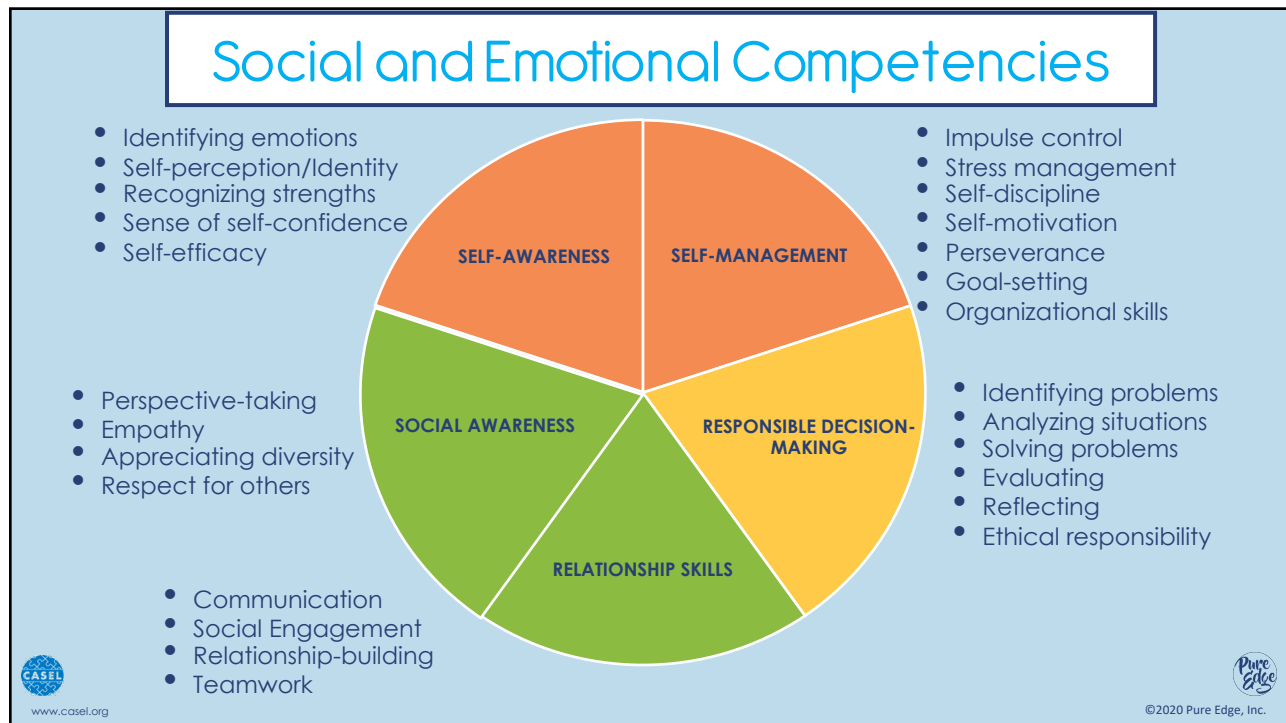 Social and Emotional Competencies
• Identifying emotions
• Self-perception/Identity
• Recognizing strengths
• Sense of self-confidence
• Self-efficacy
• Impulse control
• Stress management
• Self-discipline
• Self-motivation
• Perseverance
• Goal-setting
• Organizational skills
SELF-AWARENESS
SELF-MANAGEMENT
• Perspective-taking
• Empathy
• Appreciating diversity
• Respect for others
SOCIAL AWARENESS
RESPONSIBLE DECISION-
MAKING
• Identifying problems
• Analyzing situations
• Solving problems
• Evaluating
• Reflecting
• Ethical responsibility
RELATIONSHIP SKILLS
• Communication
• Social Engagement
• Relationship-building
• Teamwork
CASEL
www.casel.org
Pure
Edge
©2020 Pure Edge, Inc.